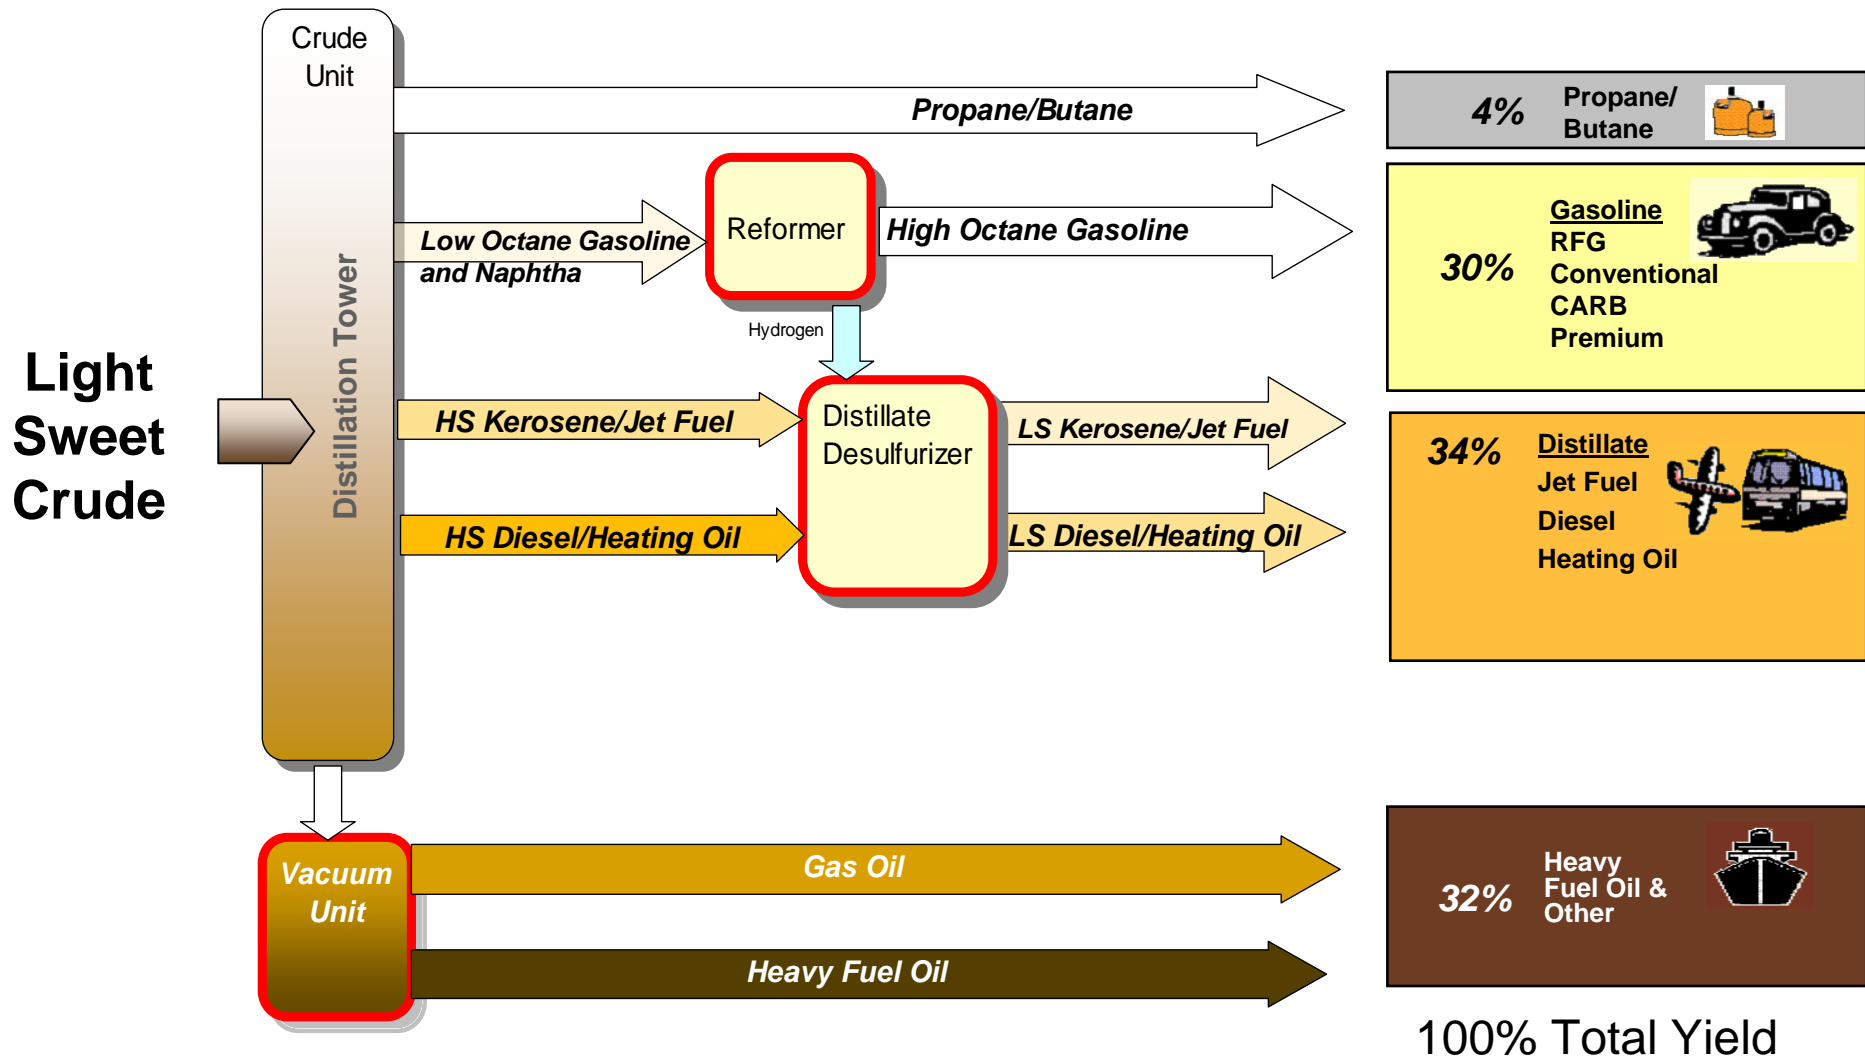 Crude
Unit
Distillation Tower
Light
Sweet
Crude
Propane/Butane
Low Octane Gasoline
and Naphtha
Reformer
High Octane Gasoline
Hydrogen
HS Kerosene/Jet Fuel
HS Diesel/Heating Oil
Distillate
Desulfurizer
LS Kerosene/Jet Fuel
LS Diesel/Heating Oil
Vacuum
Unit
Gas Oil
Heavy Fuel Oil
4%
Propane/
Butane
30%
Gasoline
RFG
Conventional
CARB
Premium
34%
Distillate
Jet Fuel
Diesel
Heating Oil
32%
Heavy
Fuel Oil &
Other
100% Total Yield